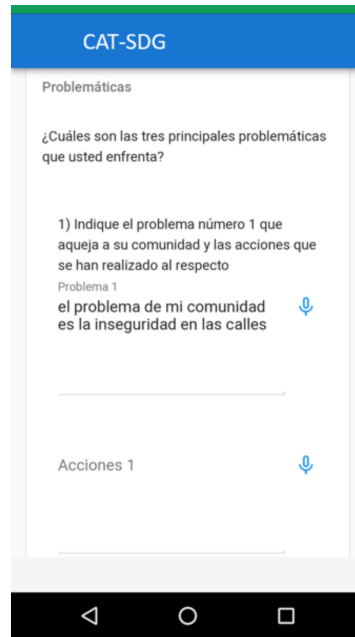 CAT-SDG
Problemáticas
¿Cuáles son las tres principales problemáticas
que usted enfrenta?
1) Indique el problema número 1 que
aqueja a su comunidad y las acciones que
se han realizado al respecto
Problema 1
el problema de mi comunidad
es la inseguridad en las calles
Acciones 1